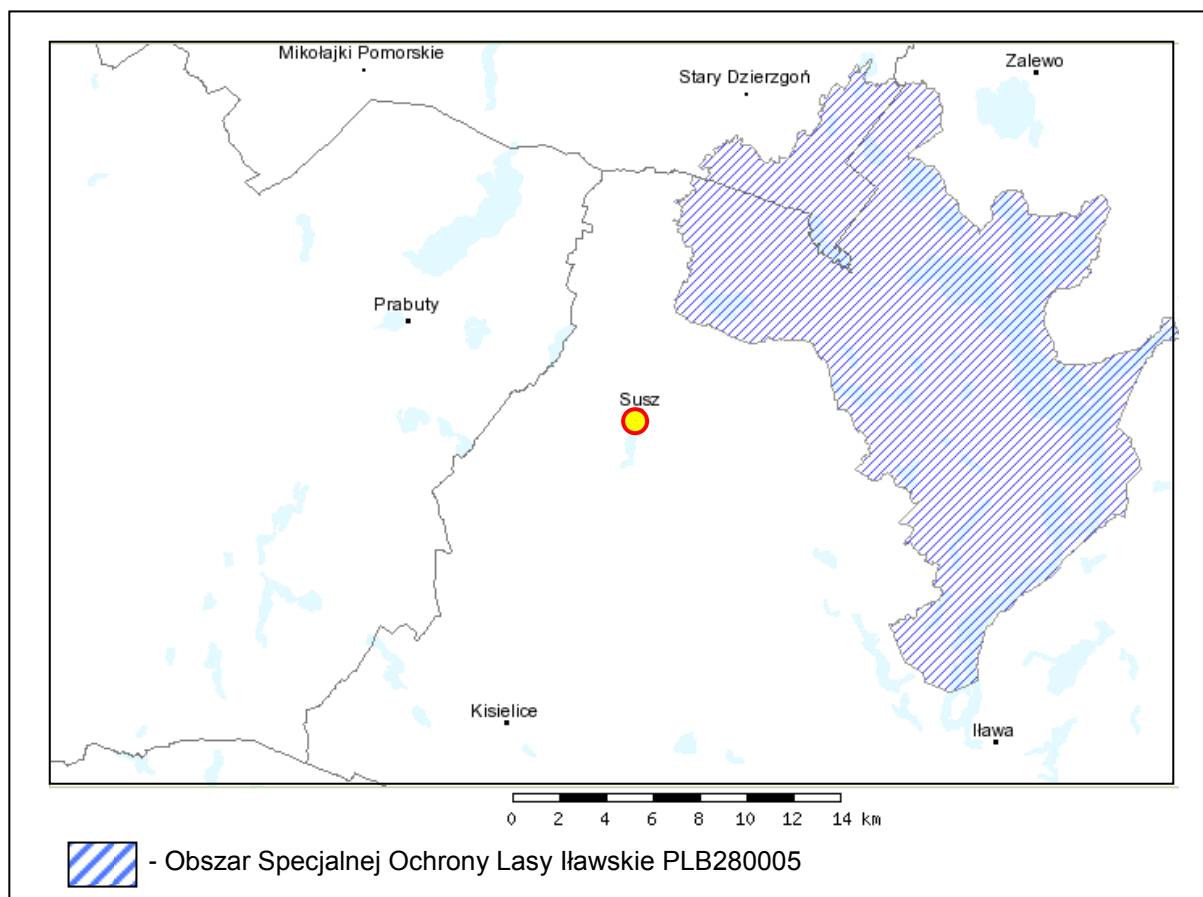 Mikołajki Pomorskie
Zalewo
Stary Dzierzgoń
Prabuty
Susz
Kisielice
Iława
0 2 4 6 8 10 12 14 km
- Obszar Specjalnej Ochrony Lasy Iławskie PLB280005